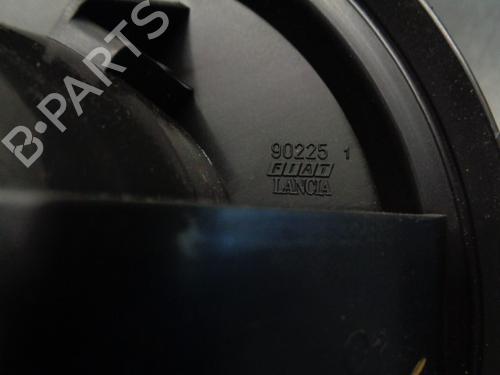 B-PARTS
90225 1
FIAT
LANCIA